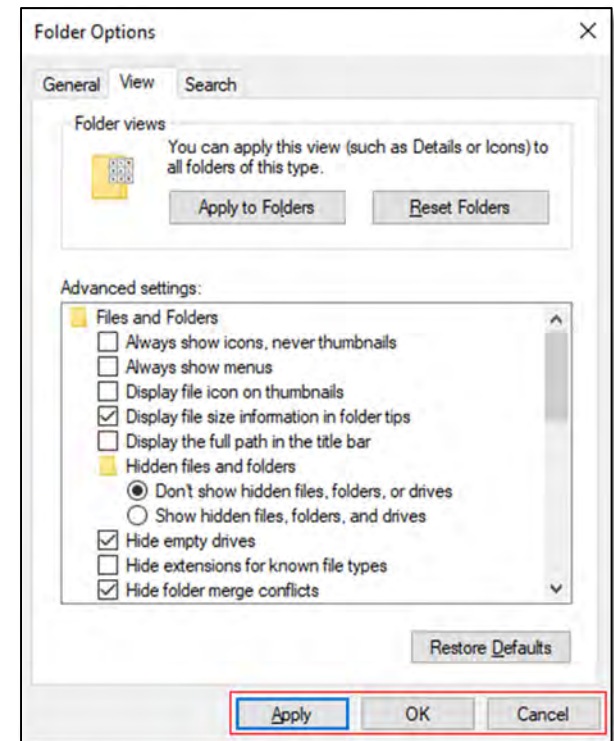 Folder Options
General View Search
Folder views
You can apply this view (such as Details or Icons) to
all folders of this type.
Apply to Folders Reset Folders
Advanced settings:
Files and Folders
Always show icons, never thumbnails
Always show menus
Display file icon on thumbnails
Display file size information in folder tips
Display the full path in the title bar
Hidden files and folders
Don't show hidden files, folders, or drives
Show hidden files, folders, and drives
Hide empty drives
Hide extensions for known file types
Hide folder merge conflicts
Restore Defaults
Apply OK Cancel